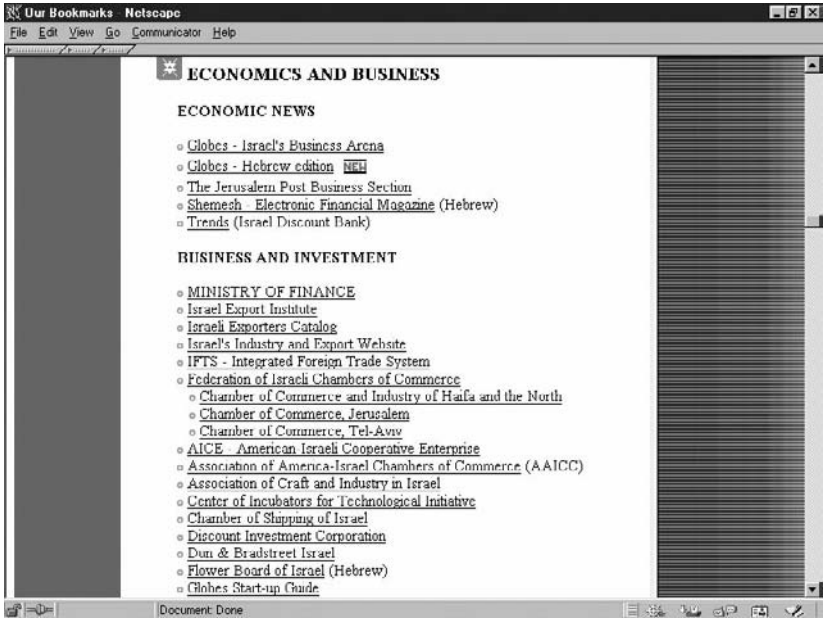 Our Bookmarks - Netscape
File Edit View Go Communicator Help
ECONOMICS AND BUSINESS
ECONOMIC NEWS
Globes - Israel's Business Arena
Globes - Hebrew edition NEW
The Jerusalem Post Business Section
Shemesh - Electronic Financial Magazine (Hebrew)
Trends (Israel Discount Bank)
BUSINESS AND INVESTMENT
MINISTRY OF FINANCE
Israel Export Institute
Israeli Exporters Catalog
Israel's Industry and Export Website
IFTS - Integrated Foreign Trade System
Federation of Israeli Chambers of Commerce
Chamber of Commerce and Industry of Haifa and the North
Chamber of Commerce, Jerusalem
Chamber of Commerce, Tel-Aviv
AICE - American Israeli Cooperative Enterprise
Association of America-Israel Chambers of Commerce (AAICC)
Association of Craft and Industry in Israel
Center of Incubators for Technological Initiative
Chamber of Shipping of Israel
Discount Investment Corporation
Dun & Bradstreet Israel
Flower Board of Israel (Hebrew)
Globes Start-up Guide
Document: Done